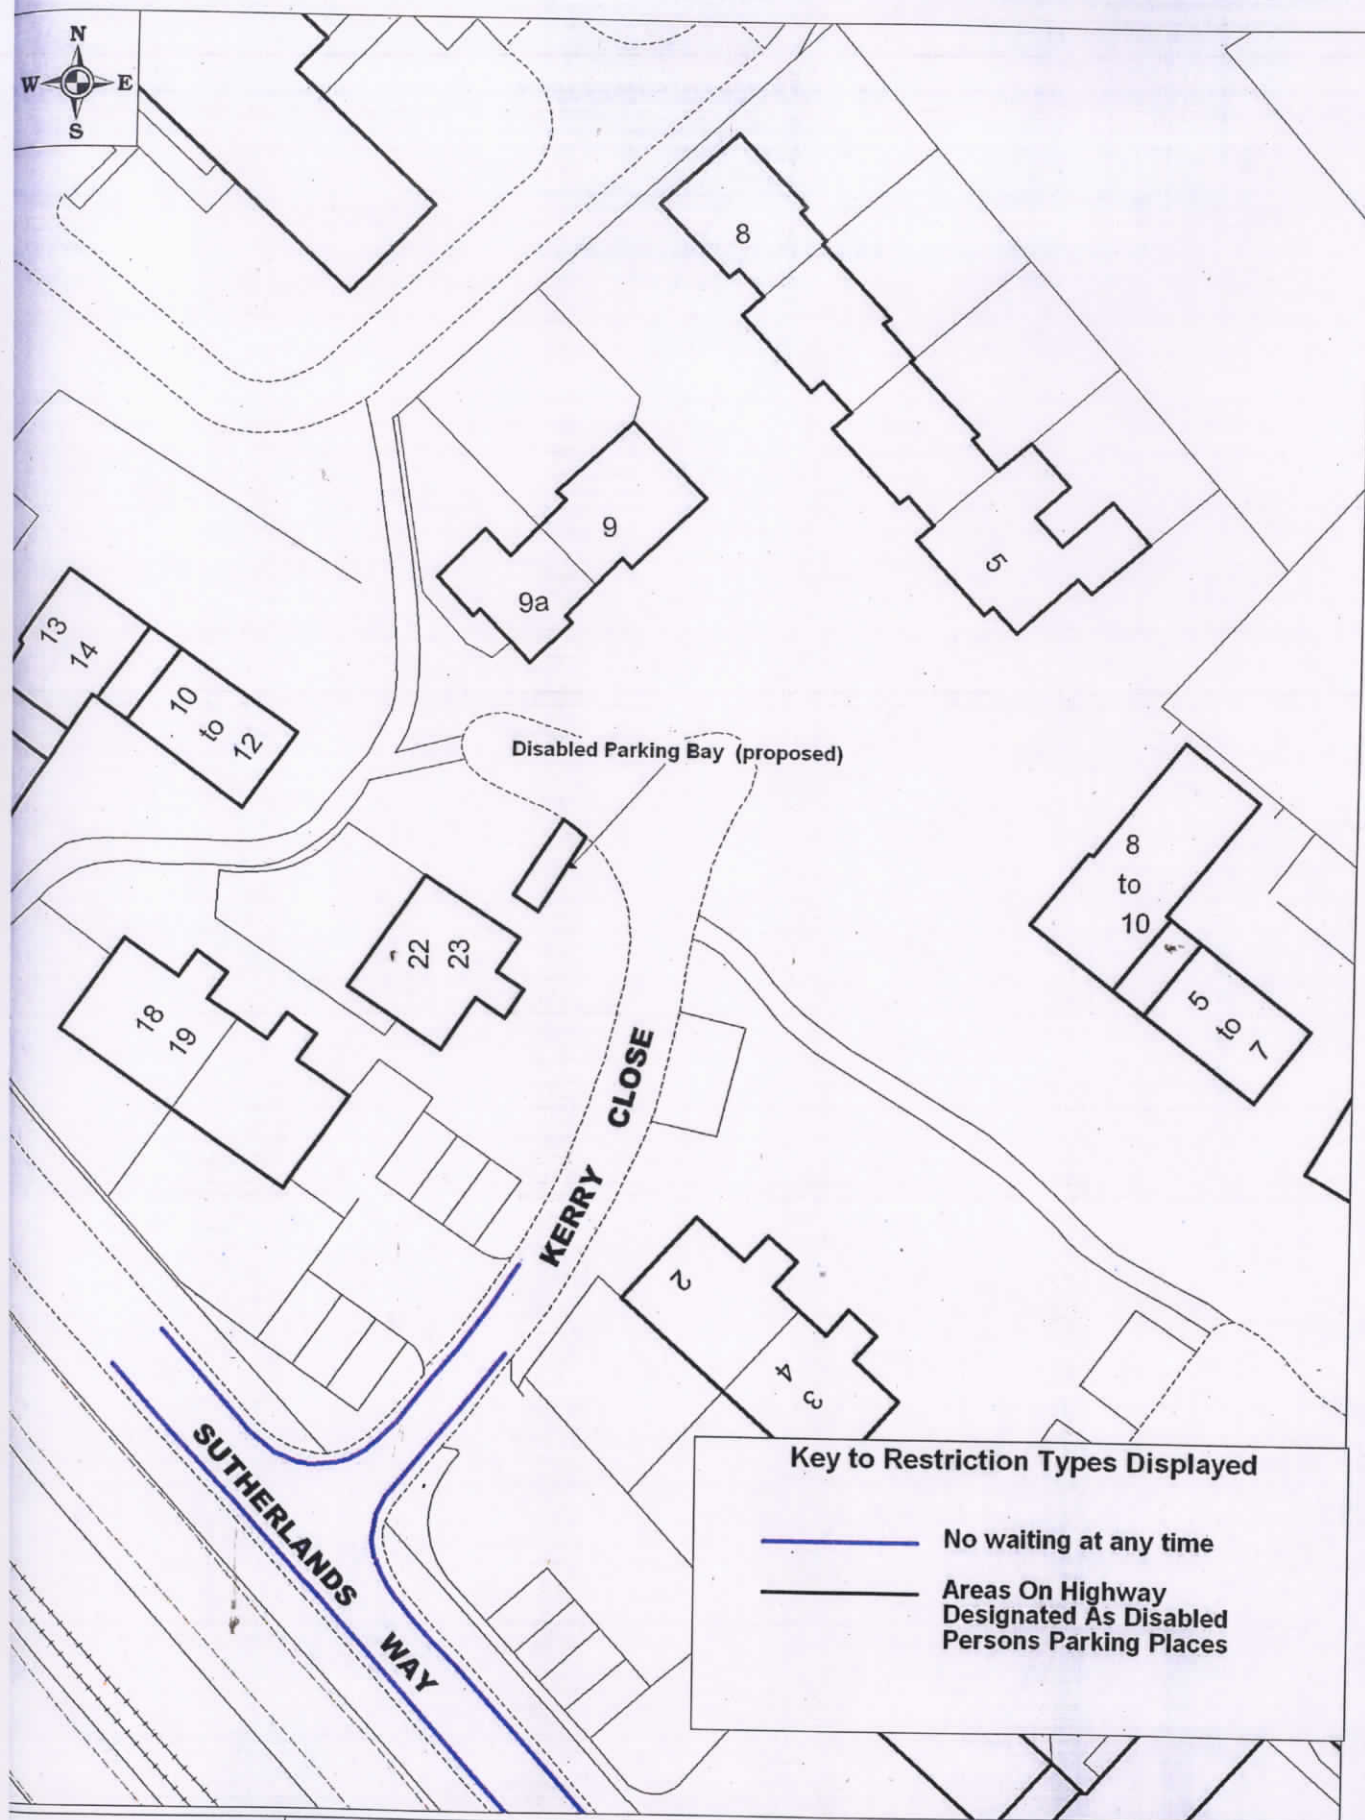 N
W E
S
8
9
9a
5
13
14
10
to
12
Disabled Parking Bay (proposed)
8
to
10
22
23
18
19
5
to
7
KERRY CLOSE
2
4
3
SUTHERLANDS WAY
Key to Restriction Types Displayed
No waiting at any time
Areas On Highway
Designated As Disabled
Persons Parking Places